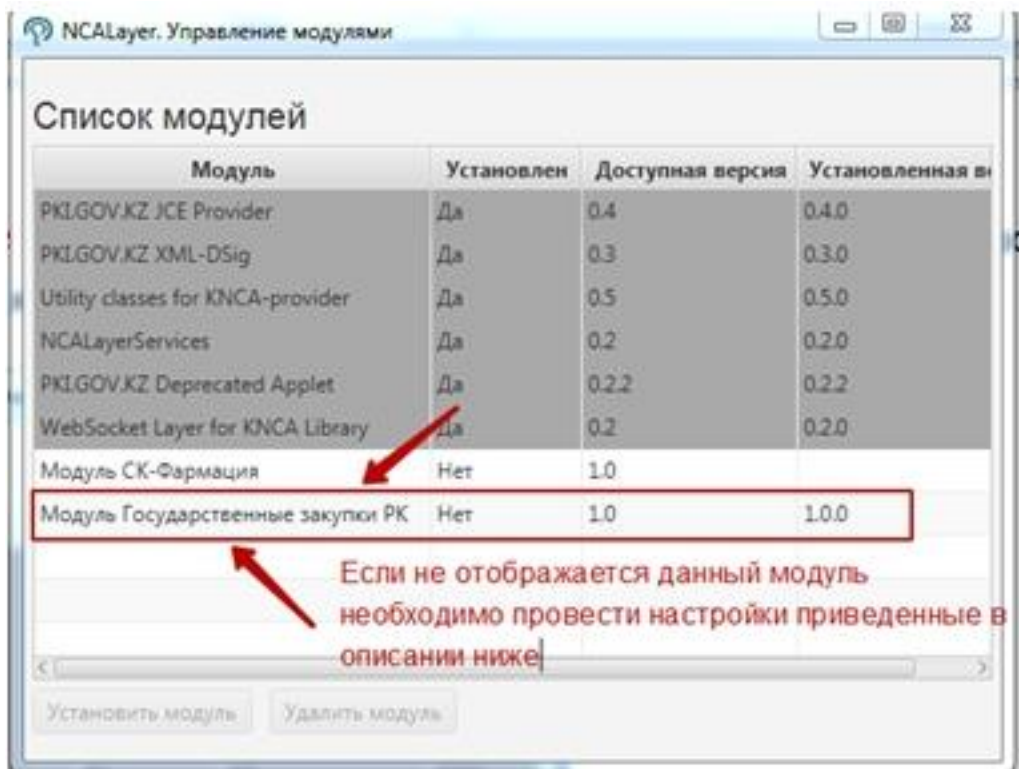 NCALayer. Управление модулями
Список модулей
Модуль Установлен Доступная версия Установленная ве
PKI.GOV.KZ JCE Provider Да 0.4 0.4.0
PKI.GOV.KZ XML-DSig Да 0.3 0.3.0
Utility classes for KNCA-provider Да 0.5 0.5.0
NCALayerServices Да 0.2 0.2.0
PKI.GOV.KZ Deprecated Applet Да 0.2.2 0.2.2
WebSocket Layer for KNCA Library Да 0.2 0.2.0
Модуль СК-Фармация Нет 1.0
Модуль Государственные закупки РК Нет 1.0 1.0.0
Если не отображается данный модуль
необходимо провести настройки приведенные в
описании ниже
Установить модуль Удалить модуль